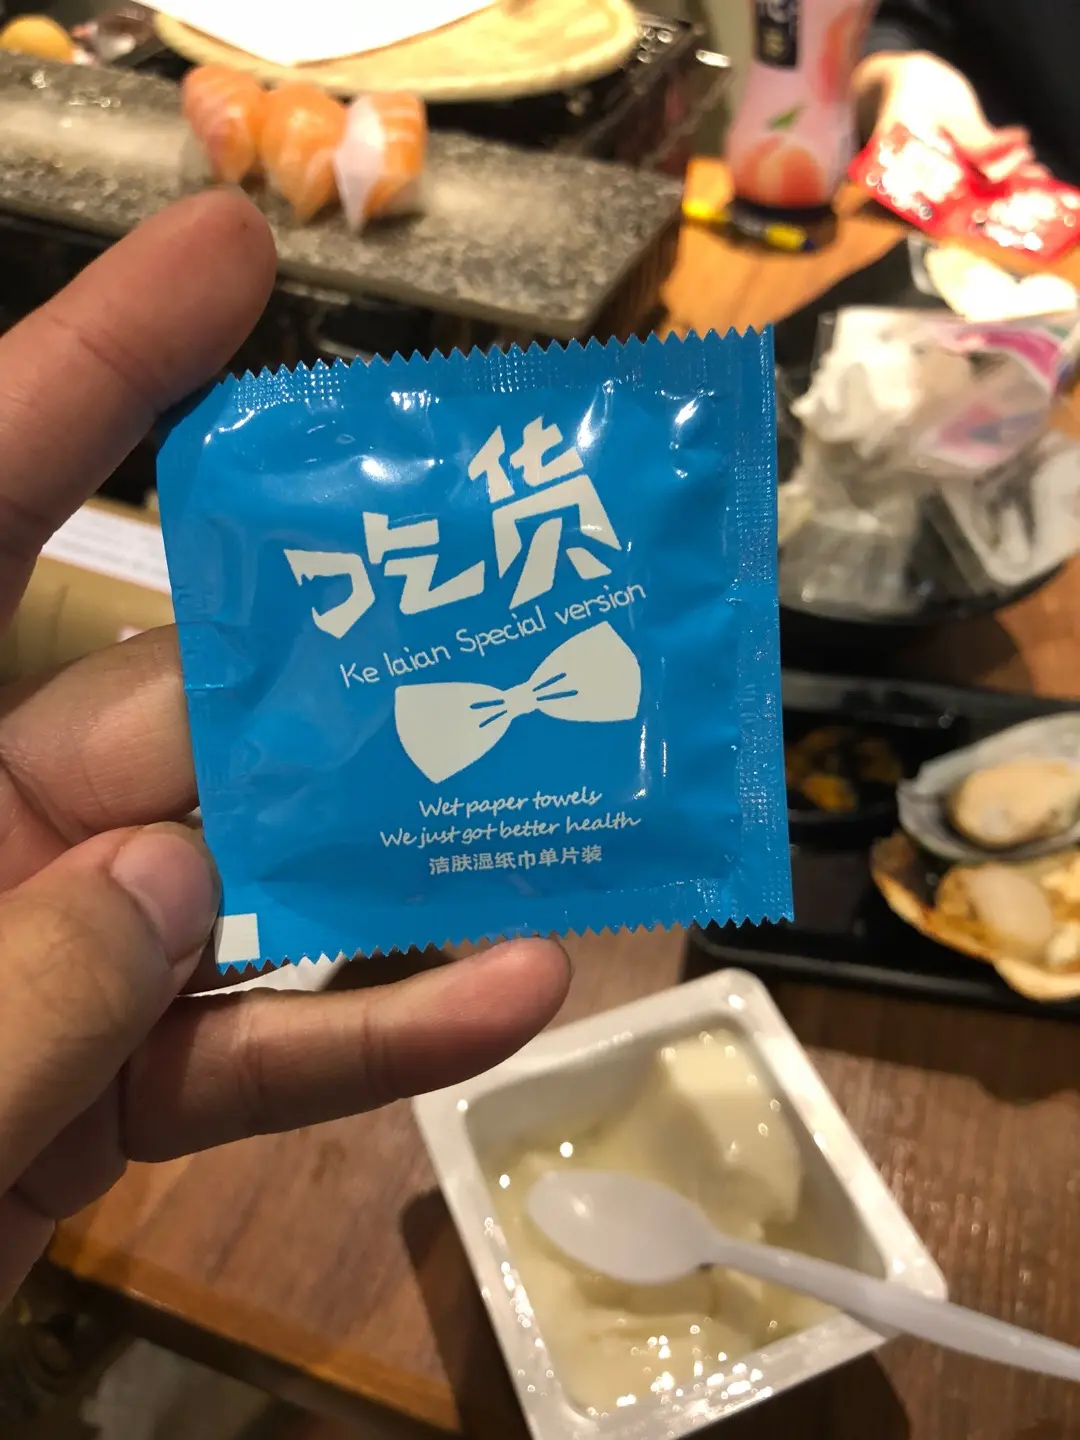 吃货
Ke laian Special version
Wet paper towels
We just got better health
洁肤湿纸巾单片装